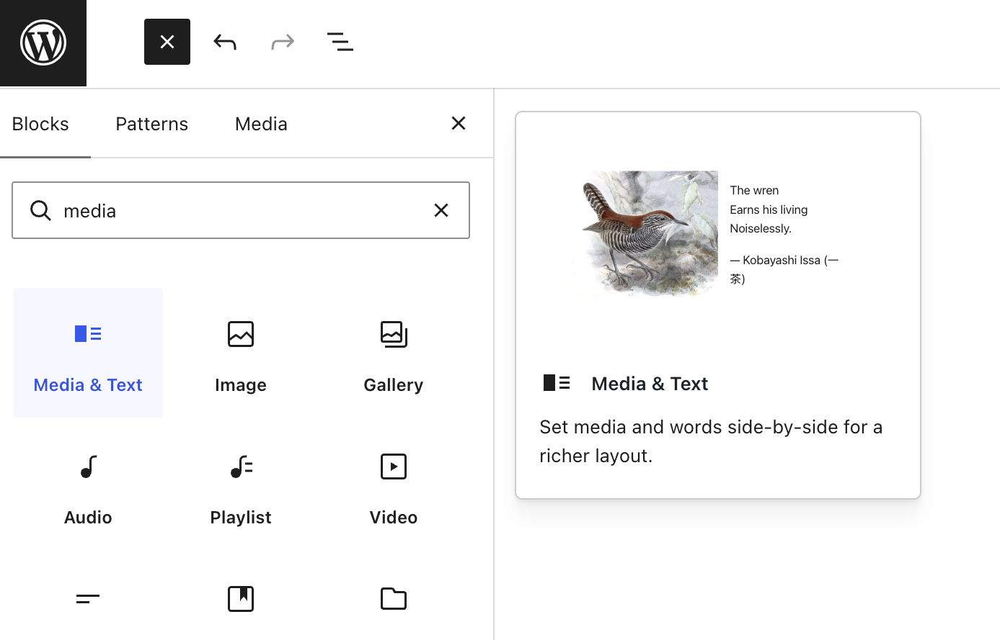 Blocks Patterns Media
media
Media & Text Image Gallery
Audio Playlist Video
The wren
Earns his living
Noiselessly.
— Kobayashi Issa (一
茶)
Media & Text
Set media and words side-by-side for a
richer layout.